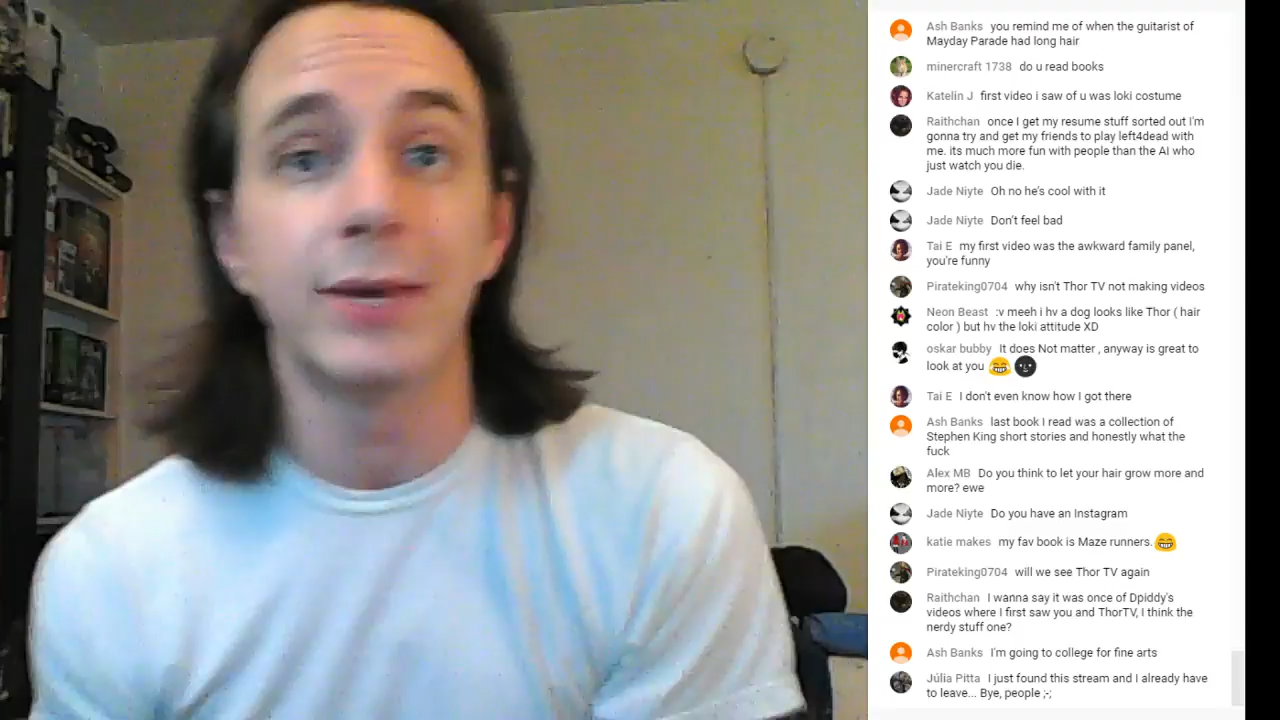 Ash Banks you remind me of when the guitarist of
Mayday Parade had long hair
minercraft 1738 do u read books
Katelin J first video i saw of u was loki costume
Raithchan once I get my resume stuff sorted out I'm
gonna try and get my friends to play left4dead with
me. its much more fun with people than the AI who
just watch you die.
Jade Niyte Oh no he's cool with it
Jade Niyte Don't feel bad
Tai E my first video was the awkward family panel,
you're funny
Pirateking0704 why isn't Thor TV not making videos
Neon Beast :v meeh i hv a dog looks like Thor ( hair
color ) but hv the loki attitude XD
oskar bubby It does Not matter , anyway is great to
look at you
Tai E I don't even know how I got there
Ash Banks last book I read was a collection of
Stephen King short stories and honestly what the
fuck
Alex MB Do you think to let your hair grow more and
more? ewe
Jade Niyte Do you have an Instagram
katie makes my fav book is Maze runners.
Pirateking0704 will we see Thor TV again
Raithchan I wanna say it was once of Dpiddy's
videos where I first saw you and ThorTV, I think the
nerdy stuff one?
Ash Banks I'm going to college for fine arts
Júlia Pitta I just found this stream and I already have
to leave... Bye, people ;-;